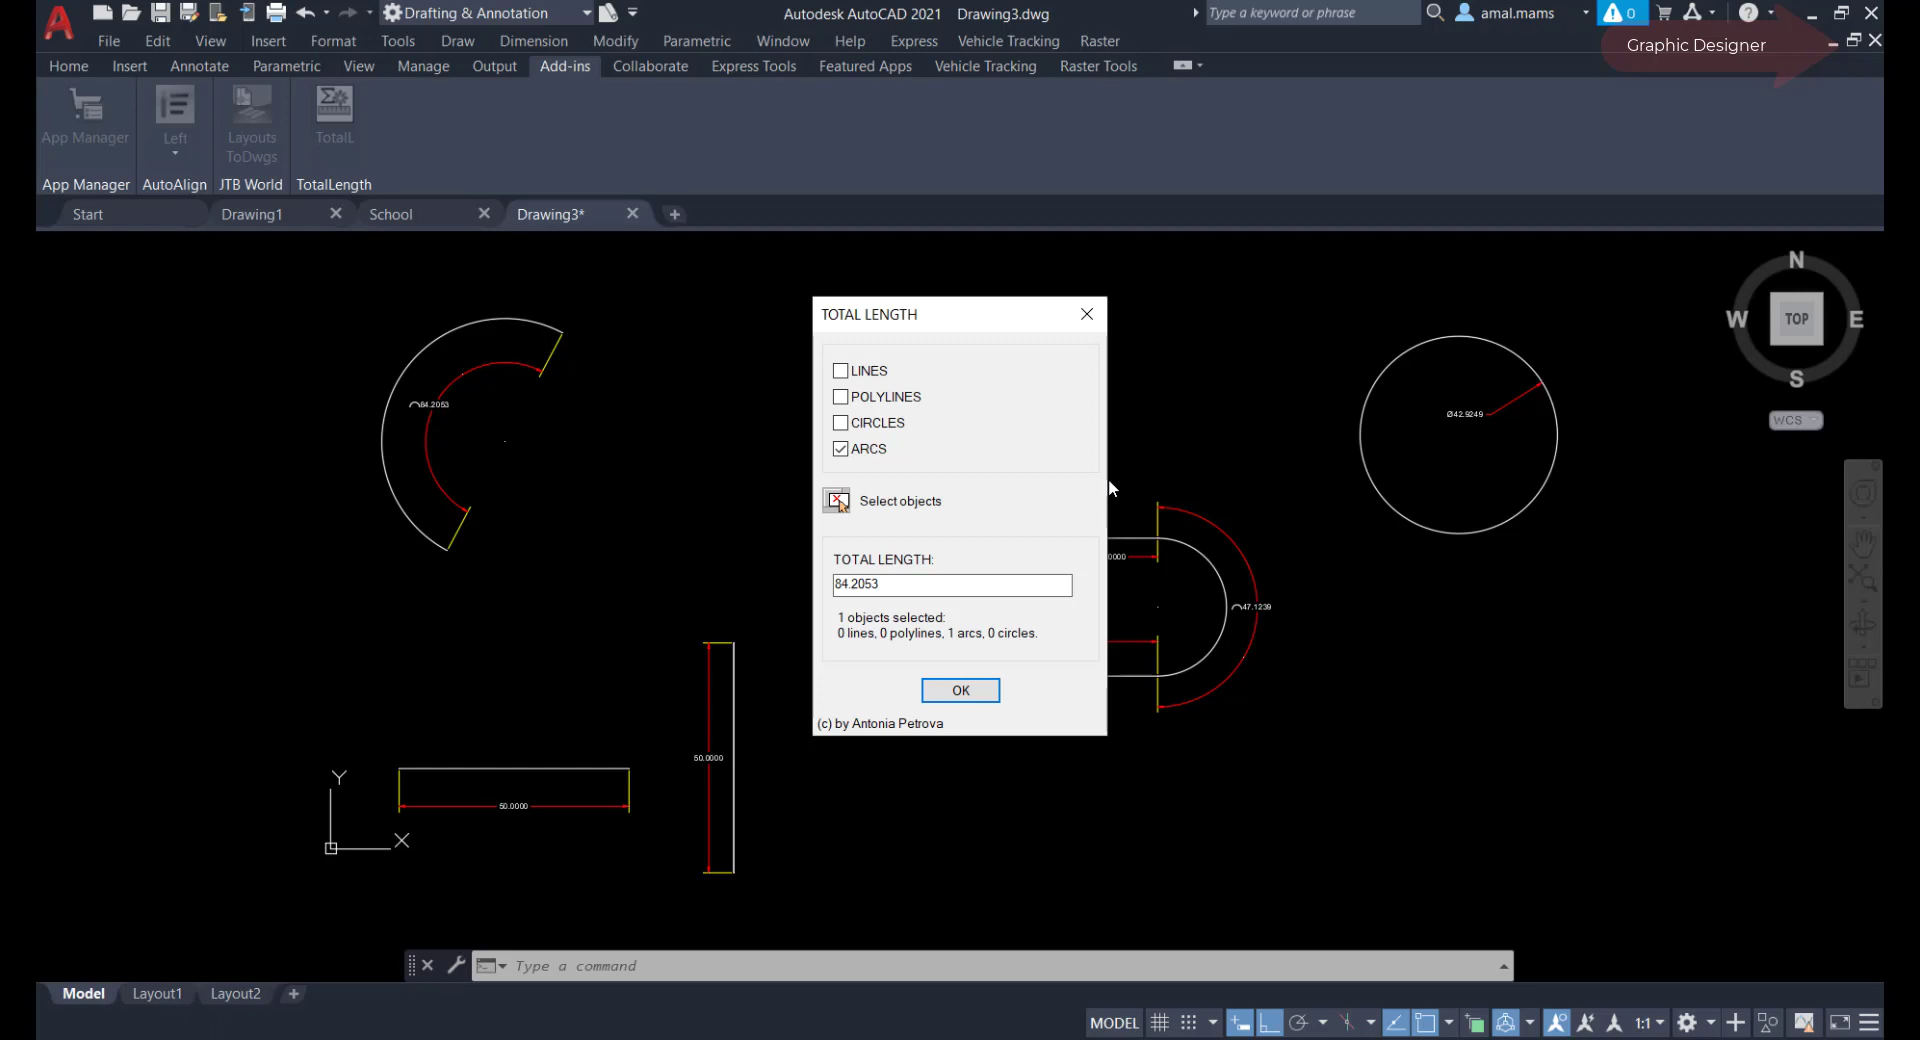 Drafting & Annotation
Autodesk AutoCAD 2021 Drawing3.dwg
Type a keyword or phrase
amal.mams
0
File Edit View Insert Format Tools Draw Dimension Modify Parametric Window Help Express Vehicle Tracking Raster
Graphic Designer
Home Insert Annotate Parametric View Manage Output Add-ins Collaborate Express Tools Featured Apps Vehicle Tracking Raster Tools
App Manager
Left
Layouts
ToDwgs
TotalL
App Manager AutoAlign JTB World TotalLength
Start Drawing1 School Drawing3*
N
W TOP E
S
WCS
TOTAL LENGTH
LINES
POLYLINES
CIRCLES
ARCS
Select objects
TOTAL LENGTH:
84.2053
1 objects selected:
0 lines, 0 polylines, 1 arcs, 0 circles.
OK
(c) by Antonia Petrova
84.2053
Ø42.9249
0000
47.1239
50.0000
50.0000
Y
X
Type a command
Model Layout1 Layout2
MODEL
1:1